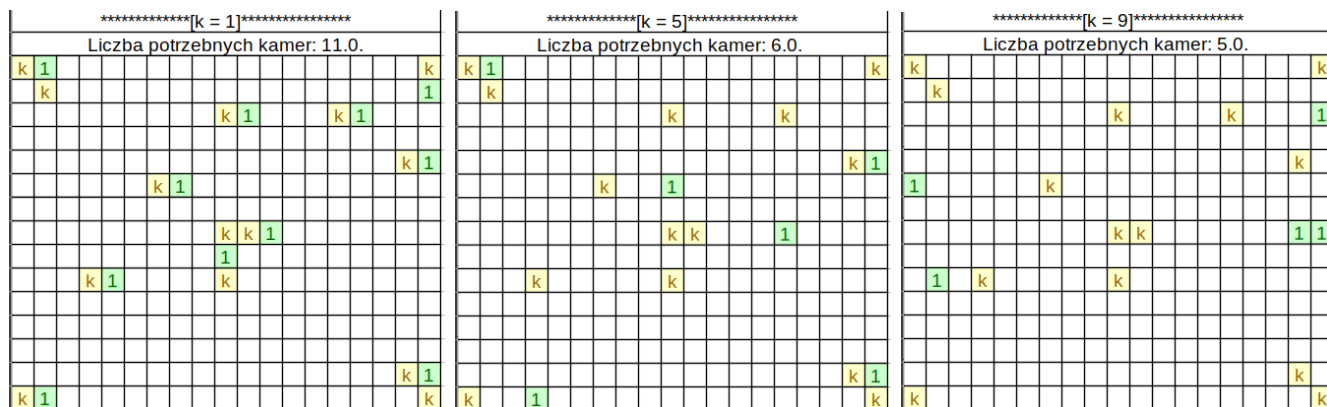 *************[k = 1]****************
Liczba potrzebnych kamer: 11.0.
k 1 k
k 1
k 1 k 1
k 1
k 1
k k 1
1
k 1 k
k 1
k 1 k
*************[k = 5]****************
Liczba potrzebnych kamer: 6.0.
k 1 k
k
k k
k 1
k 1
k k 1
k k
k 1
k 1 k
*************[k = 9]****************
Liczba potrzebnych kamer: 5.0.
k k
k
k k 1
k
1 k
k k 1 1
1 k k
k
k k